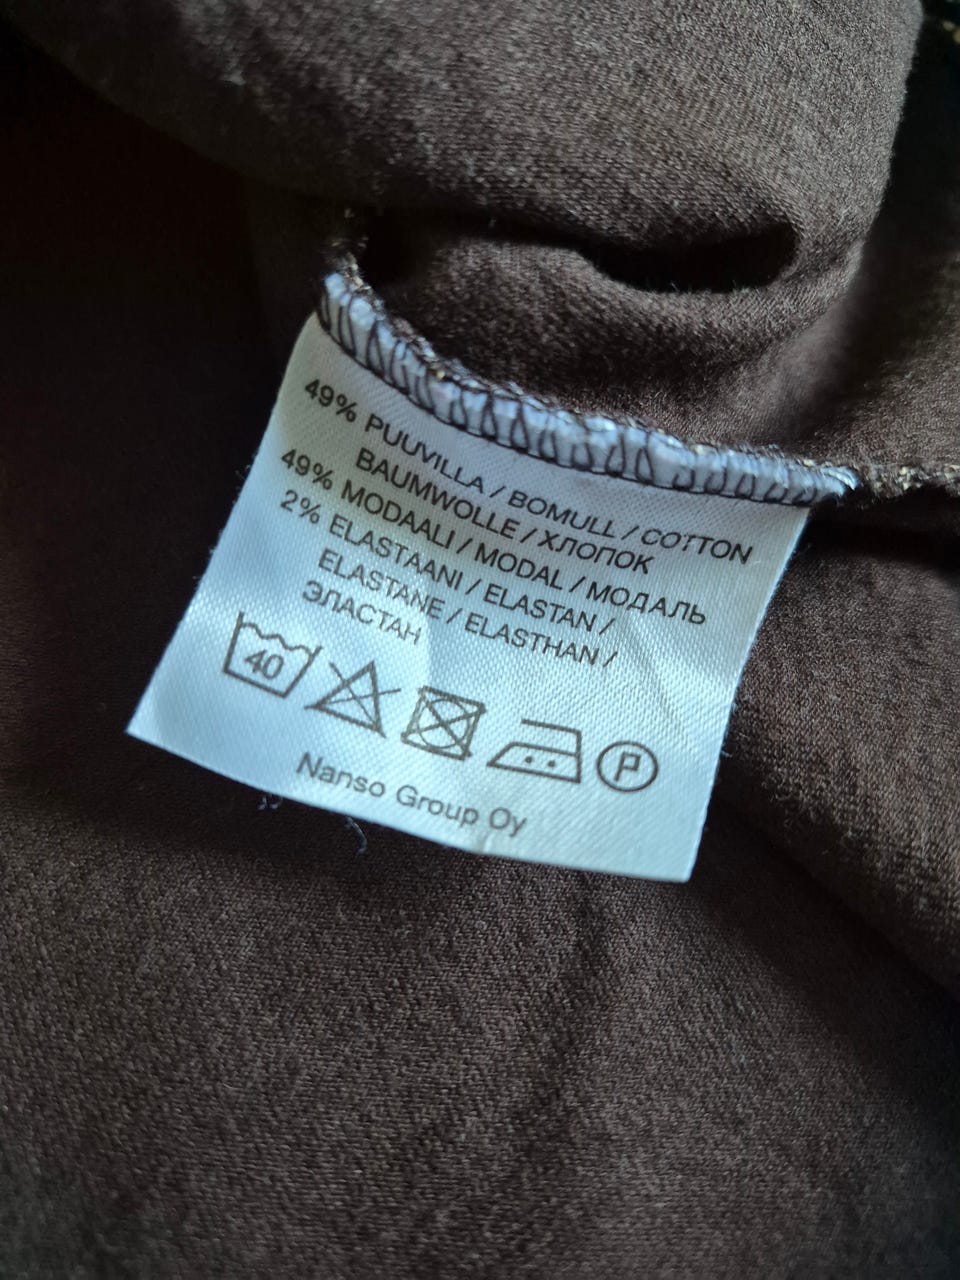 49% PUUVILLA / BOMULL / COTTON
BAUMWOLLE / ХЛОПОК
49% MODAALI / MODAL / МОДАЛЬ
2% ELASTAANI / ELASTAN /
ELASTANE / ELASTHAN /
ЭЛАСТАН
40
P
Nanso Group Oy